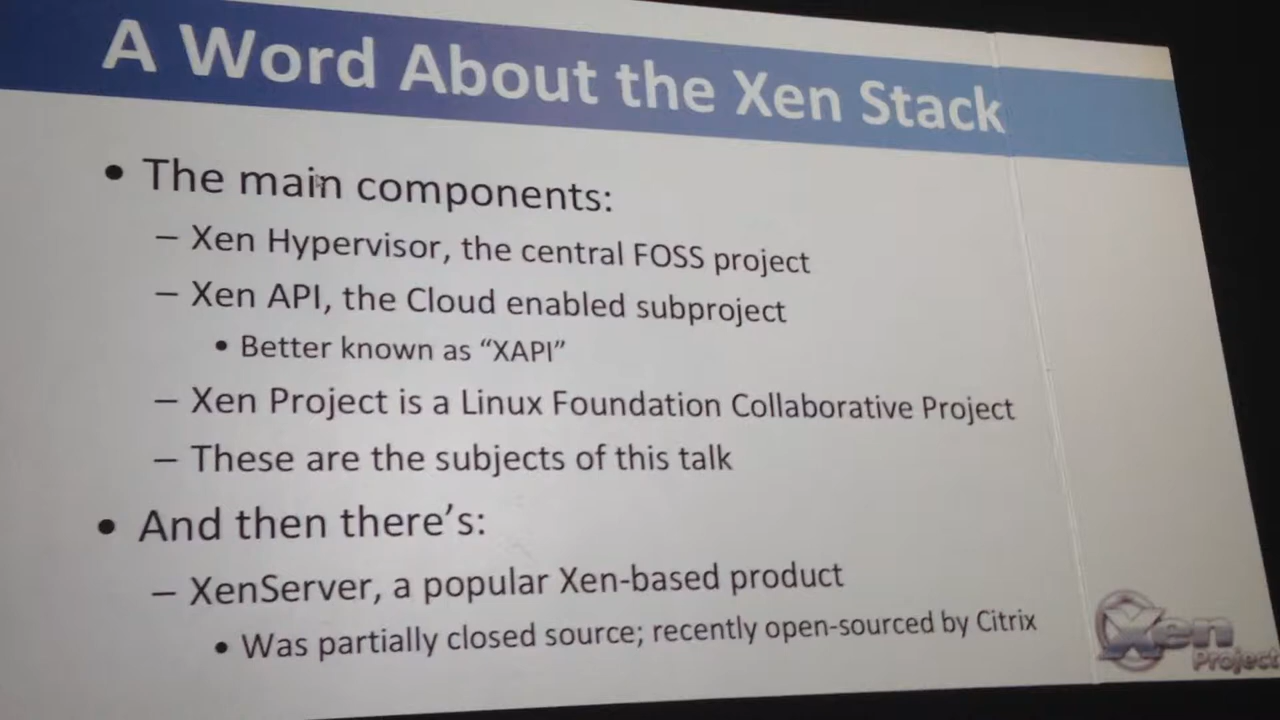 A Word About the Xen Stack
• The main components:
– Xen Hypervisor, the central FOSS project
– Xen API, the Cloud enabled subproject
• Better known as “XAPI”
– Xen Project is a Linux Foundation Collaborative Project
– These are the subjects of this talk
• And then there’s:
– XenServer, a popular Xen-based product
• Was partially closed source; recently open-sourced by Citrix
Xen
Project